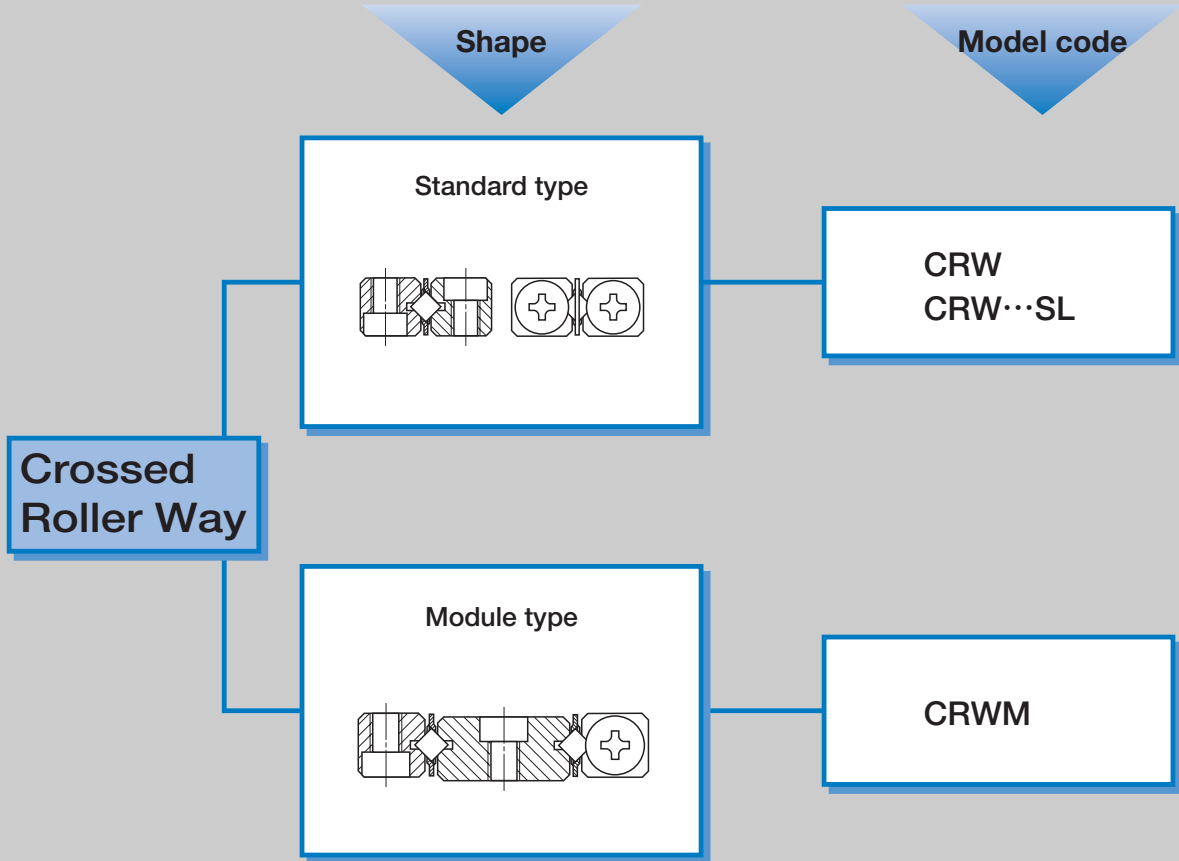 Shape
Model code
Standard type
CRW
CRW···SL
Crossed
Roller Way
Module type
CRWM